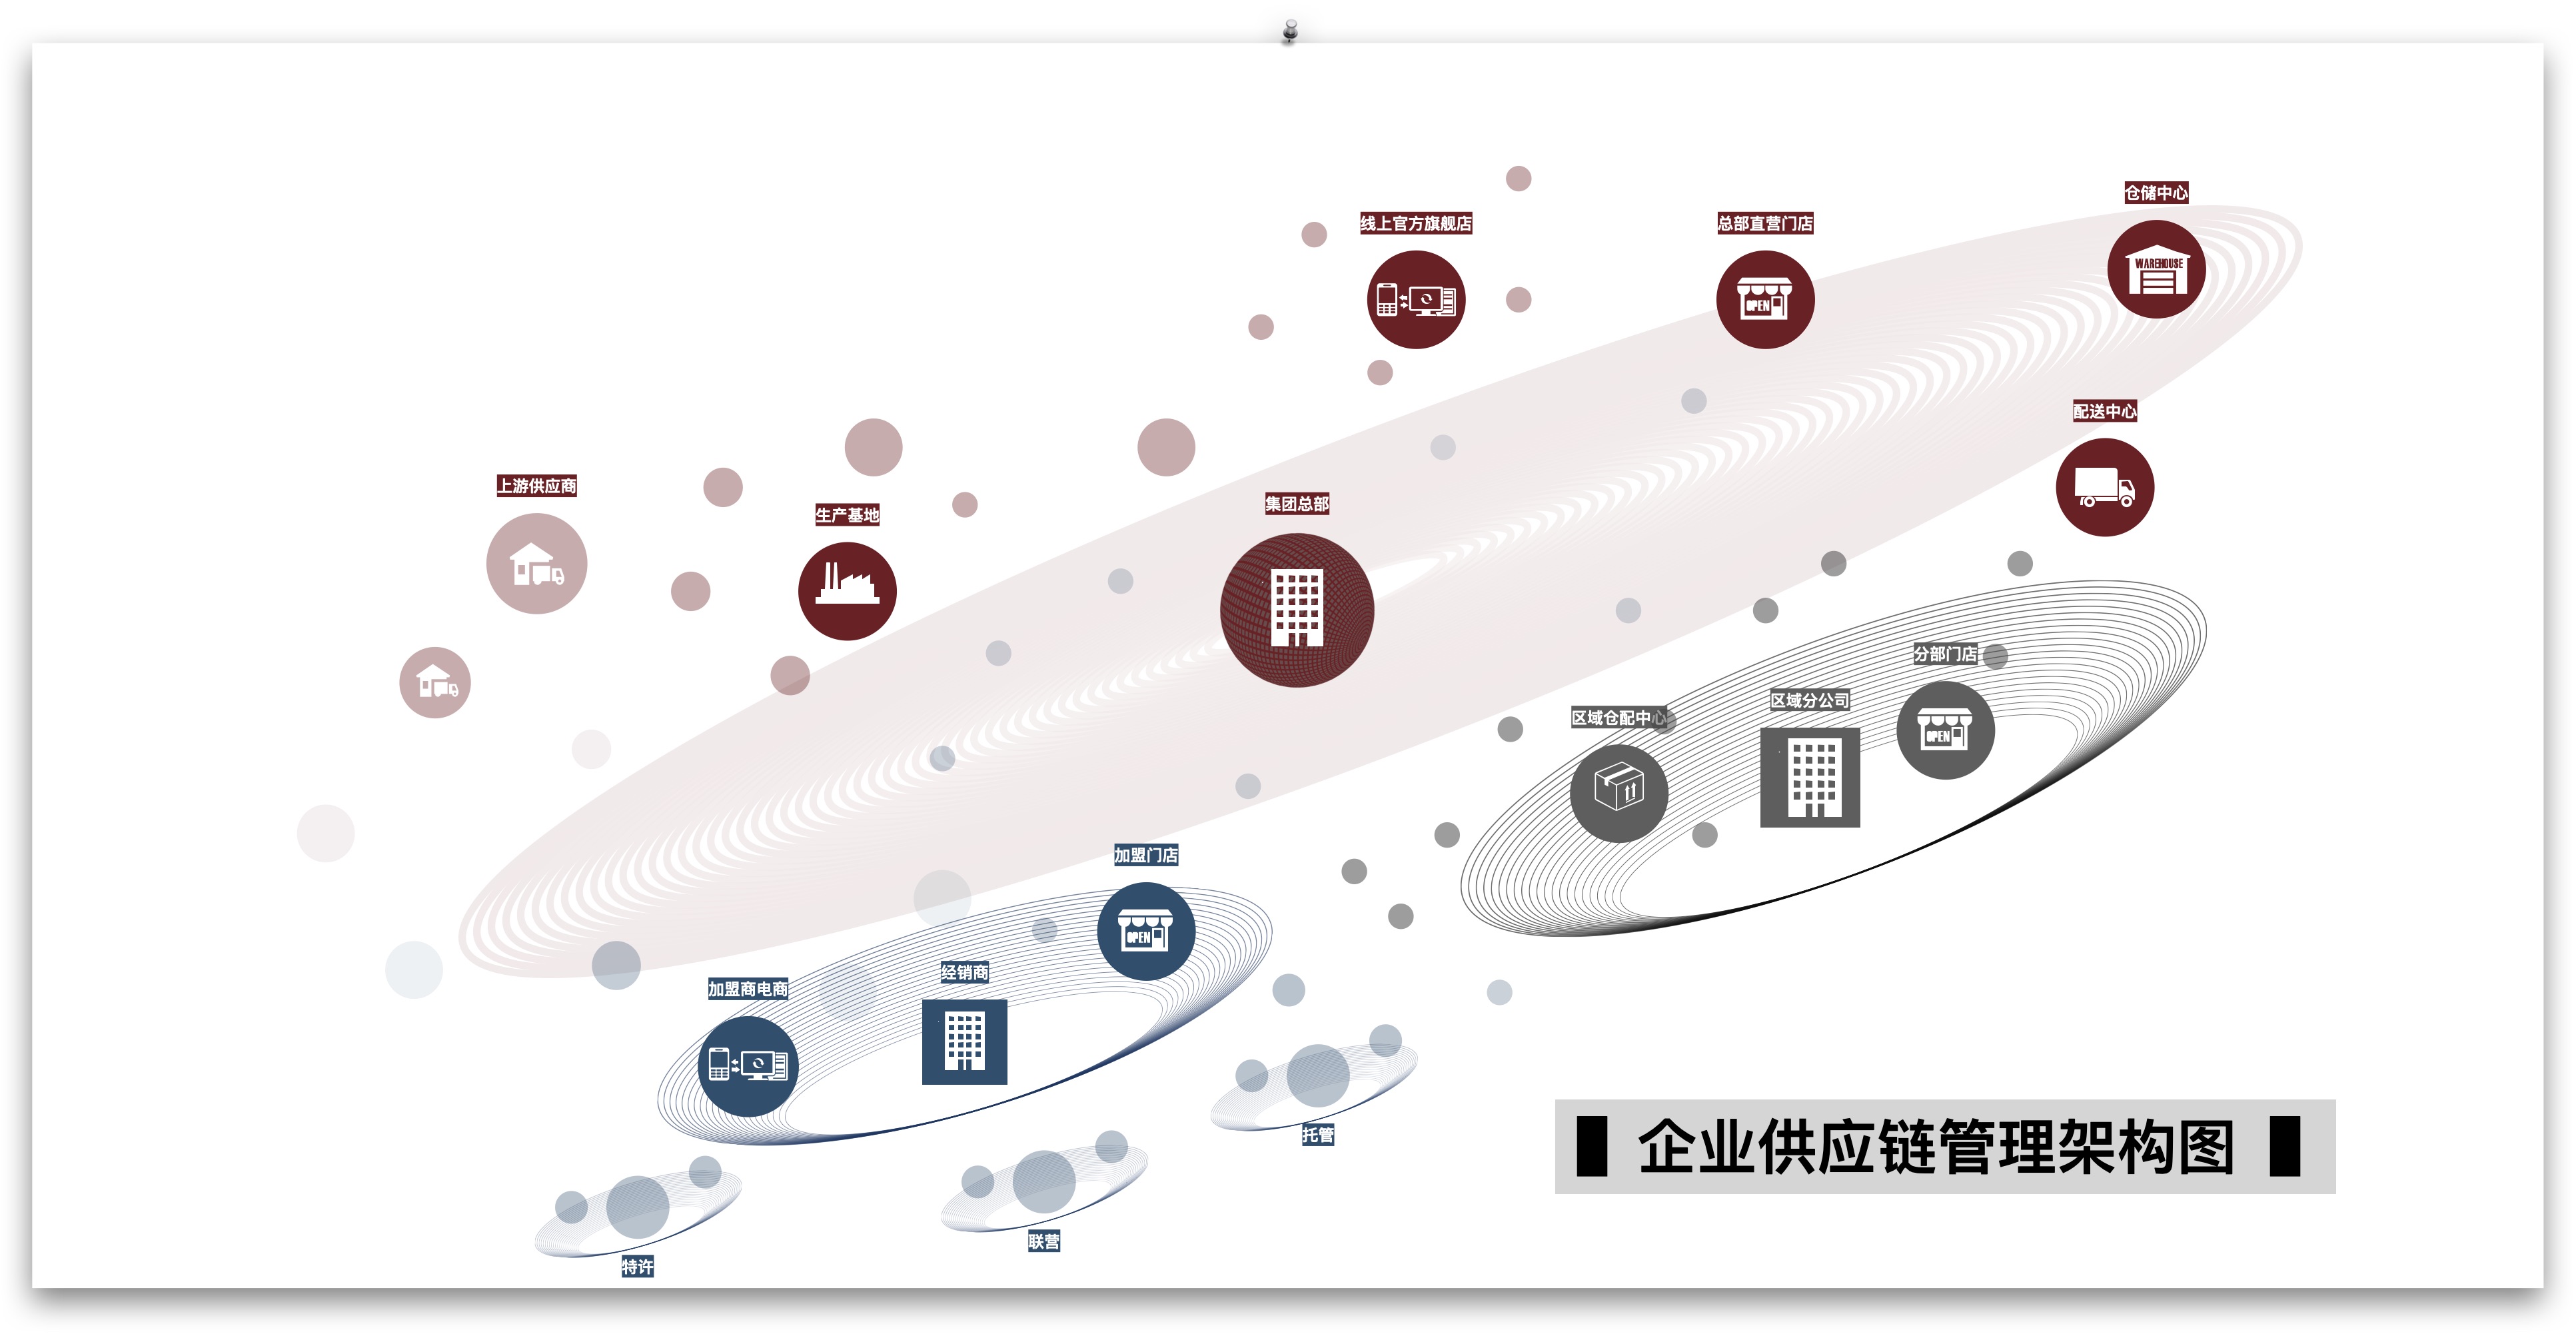 仓储中心
WAREHOUSE
线上官方旗舰店
总部直营门店
OPEN
配送中心
上游供应商
生产基地
集团总部
分部门店
OPEN
区域分公司
区域仓配中心
加盟门店
OPEN
经销商
加盟商电商
托管
联营
特许
企业供应链管理架构图